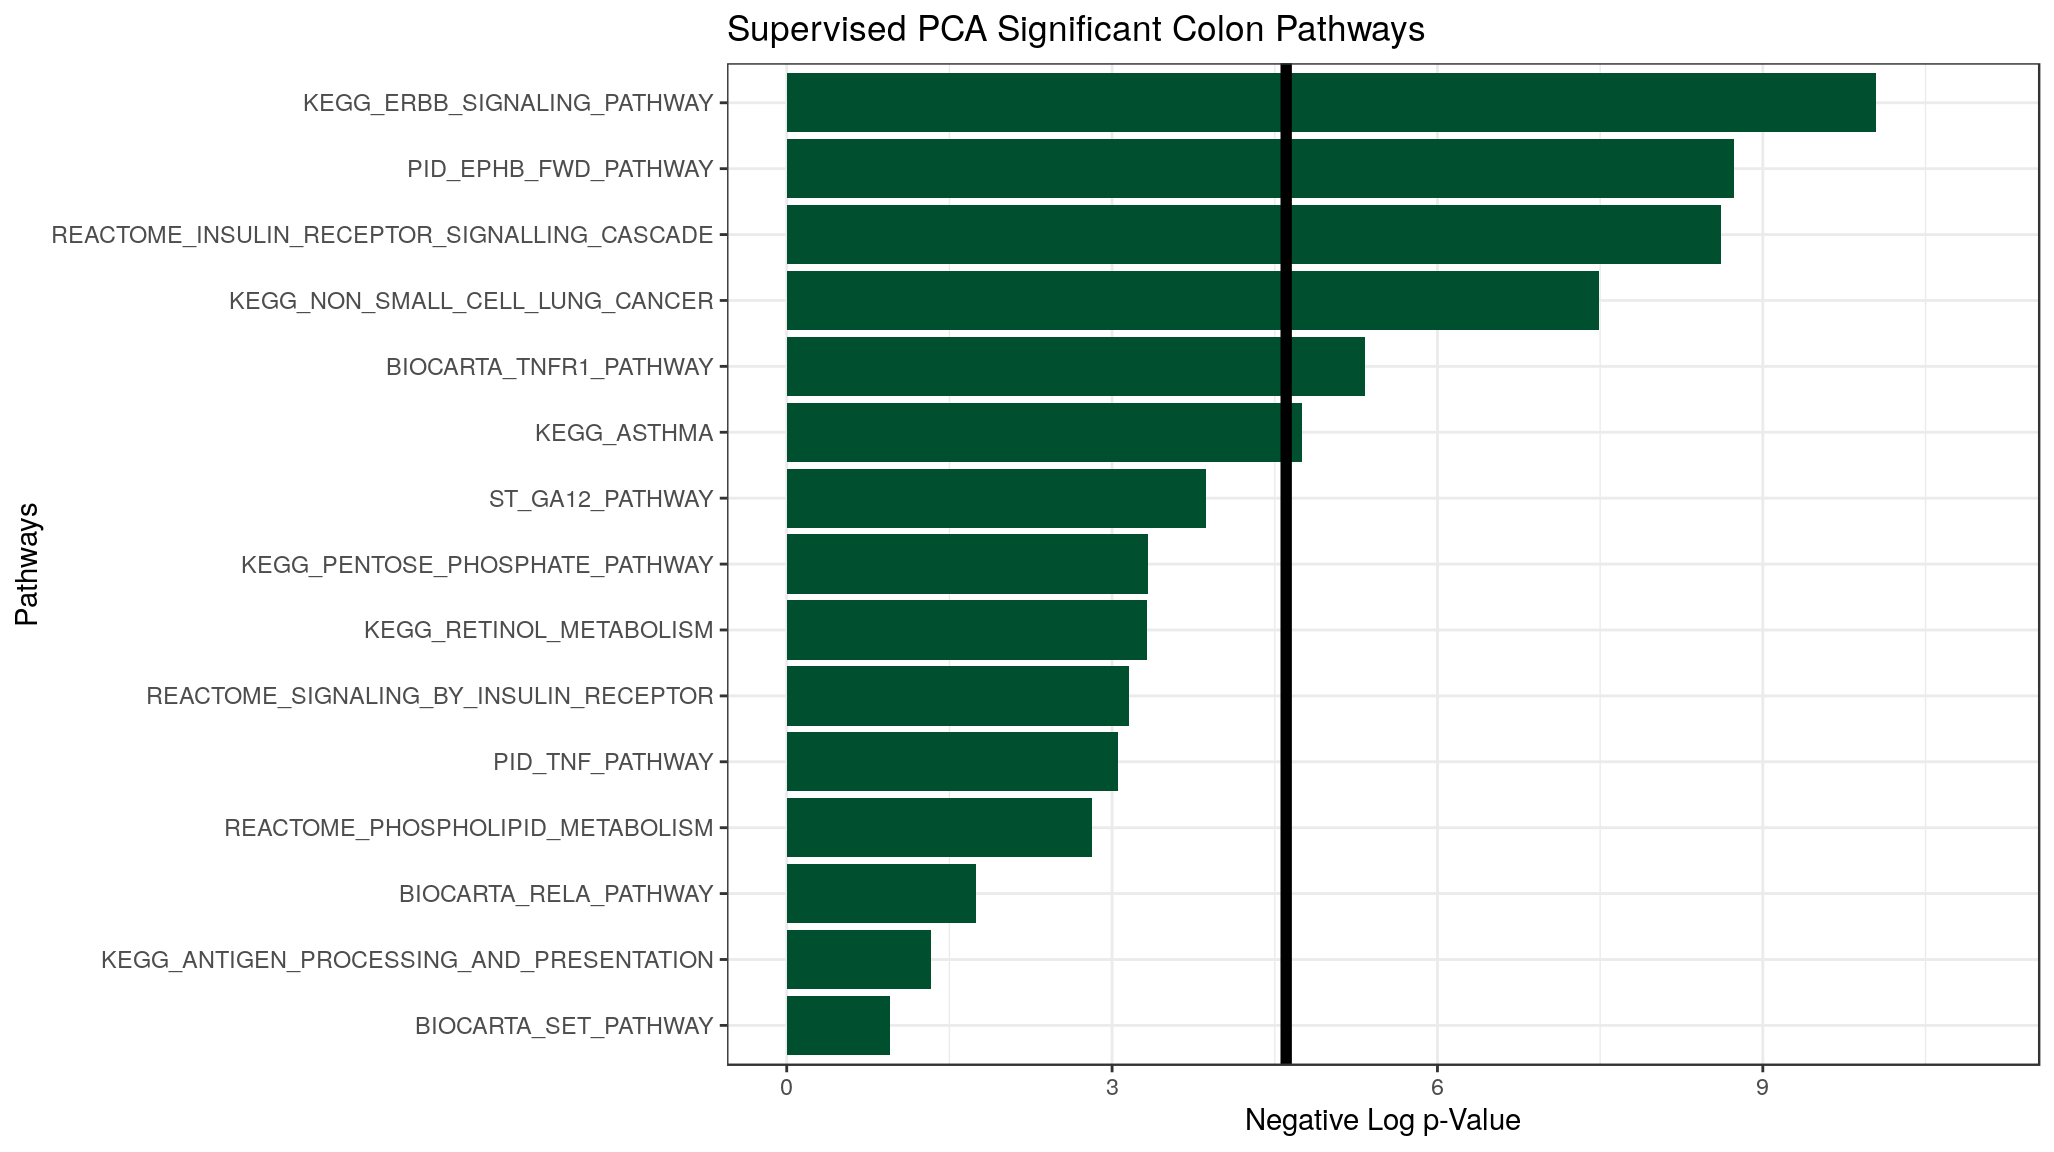 Supervised PCA Significant Colon Pathways
KEGG_ERBB_SIGNALING_PATHWAY
PID_EPHB_FWD_PATHWAY
REACTOME_INSULIN_RECEPTOR_SIGNALLING_CASCADE
KEGG_NON_SMALL_CELL_LUNG_CANCER
BIOCARTA_TNFR1_PATHWAY
KEGG_ASTHMA
ST_GA12_PATHWAY
KEGG_PENTOSE_PHOSPHATE_PATHWAY
KEGG_RETINOL_METABOLISM
REACTOME_SIGNALING_BY_INSULIN_RECEPTOR
PID_TNF_PATHWAY
REACTOME_PHOSPHOLIPID_METABOLISM
BIOCARTA_RELA_PATHWAY
KEGG_ANTIGEN_PROCESSING_AND_PRESENTATION
BIOCARTA_SET_PATHWAY
Pathways
0 3 6 9
Negative Log p-Value